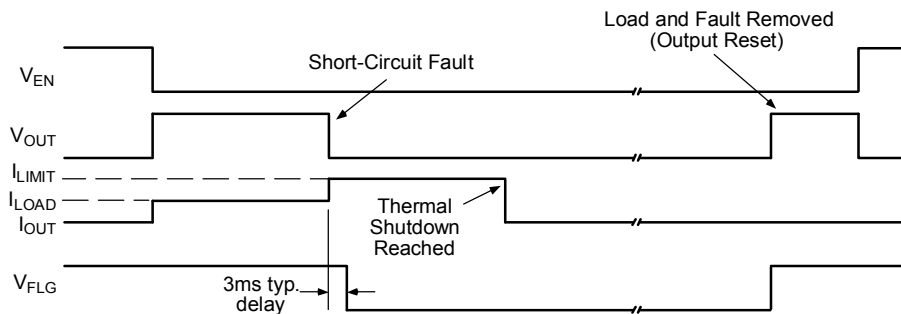 Load and Fault Removed
(Output Reset)
Short-Circuit Fault
VEN
VOUT
ILIMIT
ILOAD
IOUT
Thermal
Shutdown
Reached
VFLG
3ms typ.
delay